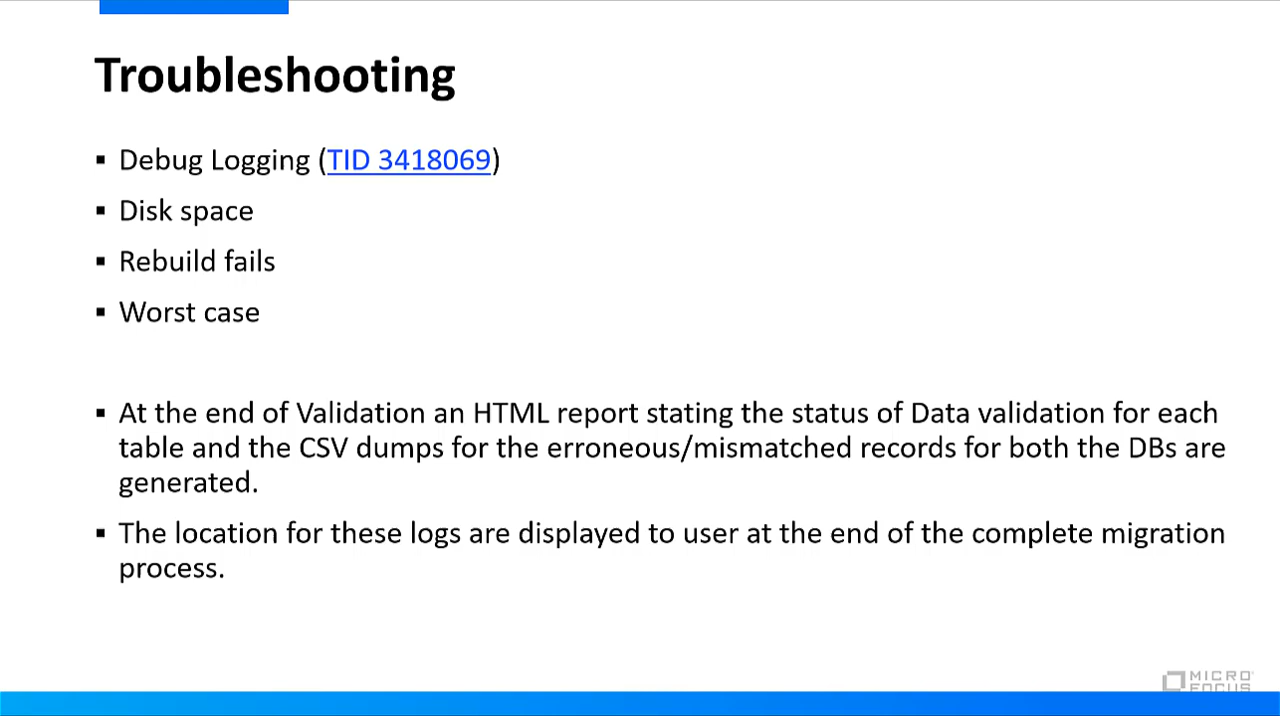 Troubleshooting
▪ Debug Logging (TID 3418069)
▪ Disk space
▪ Rebuild fails
▪ Worst case
▪ At the end of Validation an HTML report stating the status of Data validation for each
table and the CSV dumps for the erroneous/mismatched records for both the DBs are
generated.
▪ The location for these logs are displayed to user at the end of the complete migration
process.
MICRO
FOCUS